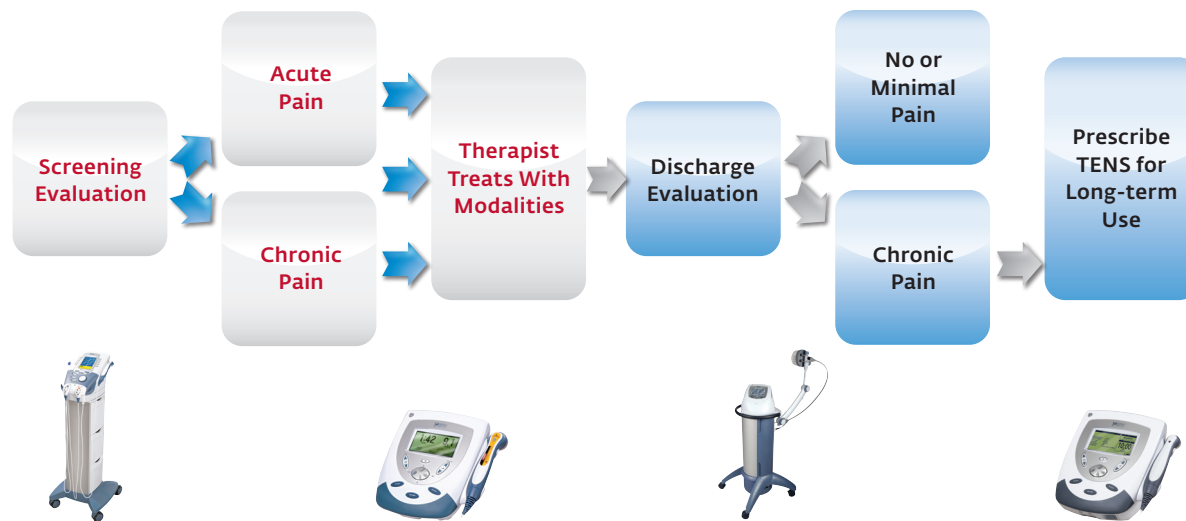 Screening
Evaluation
Acute
Pain
Chronic
Pain
Therapist
Treats With
Modalities
Discharge
Evaluation
No or
Minimal
Pain
Chronic
Pain
Prescribe
TENS for
Long-term
Use